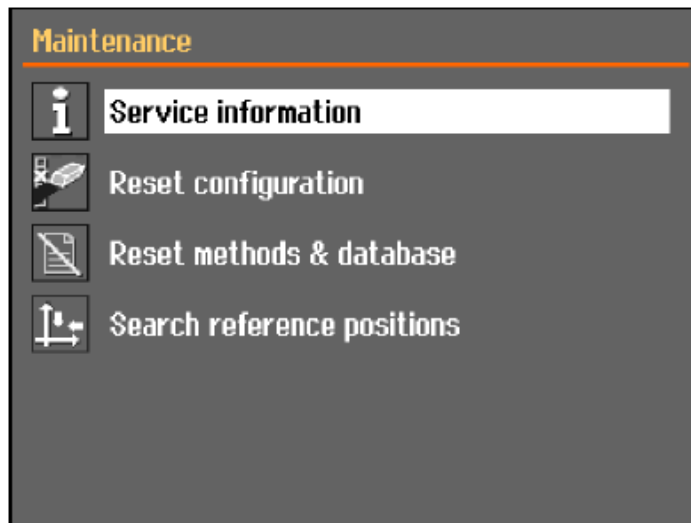 Maintenance
Service information
Reset configuration
Reset methods & database
Search reference positions